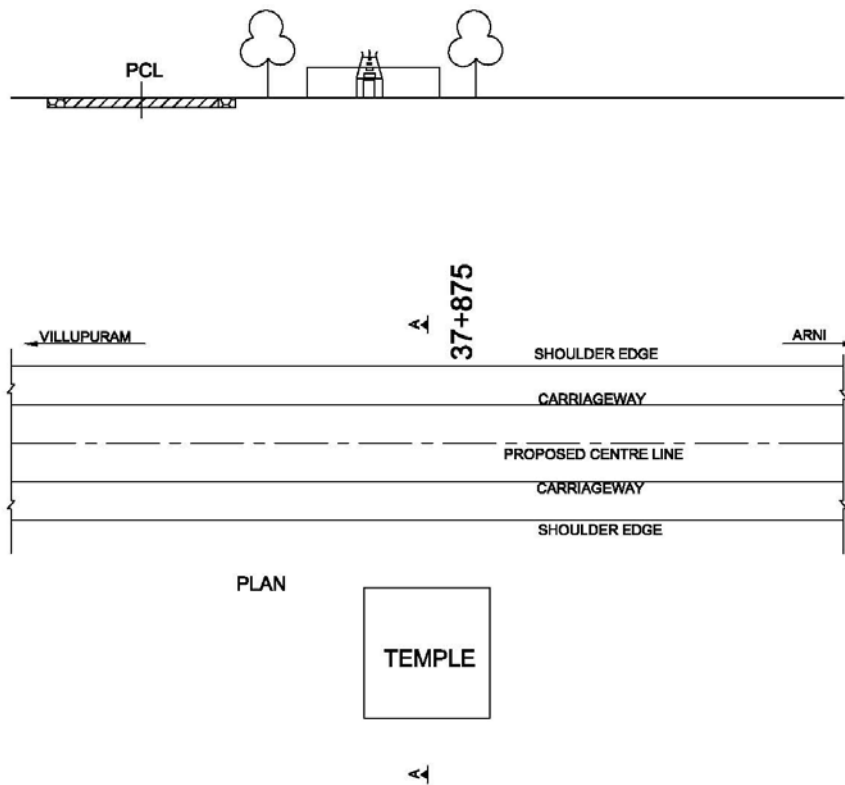 PCL
A
37+875
VILLUPURAM
ARNI
SHOULDER EDGE
CARRIAGEWAY
PROPOSED CENTRE LINE
CARRIAGEWAY
SHOULDER EDGE
PLAN
TEMPLE
A